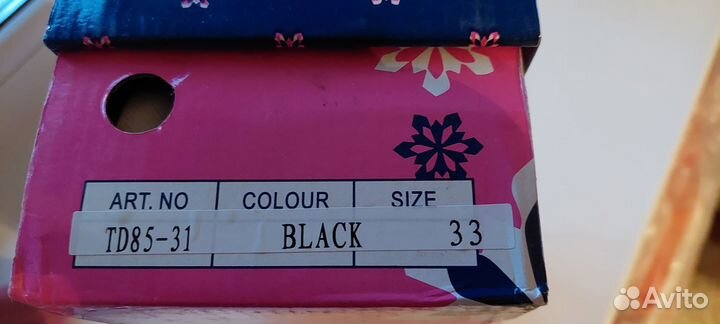 ART. NO COLOUR SIZE
TD85-31 BLACK 33
Avito